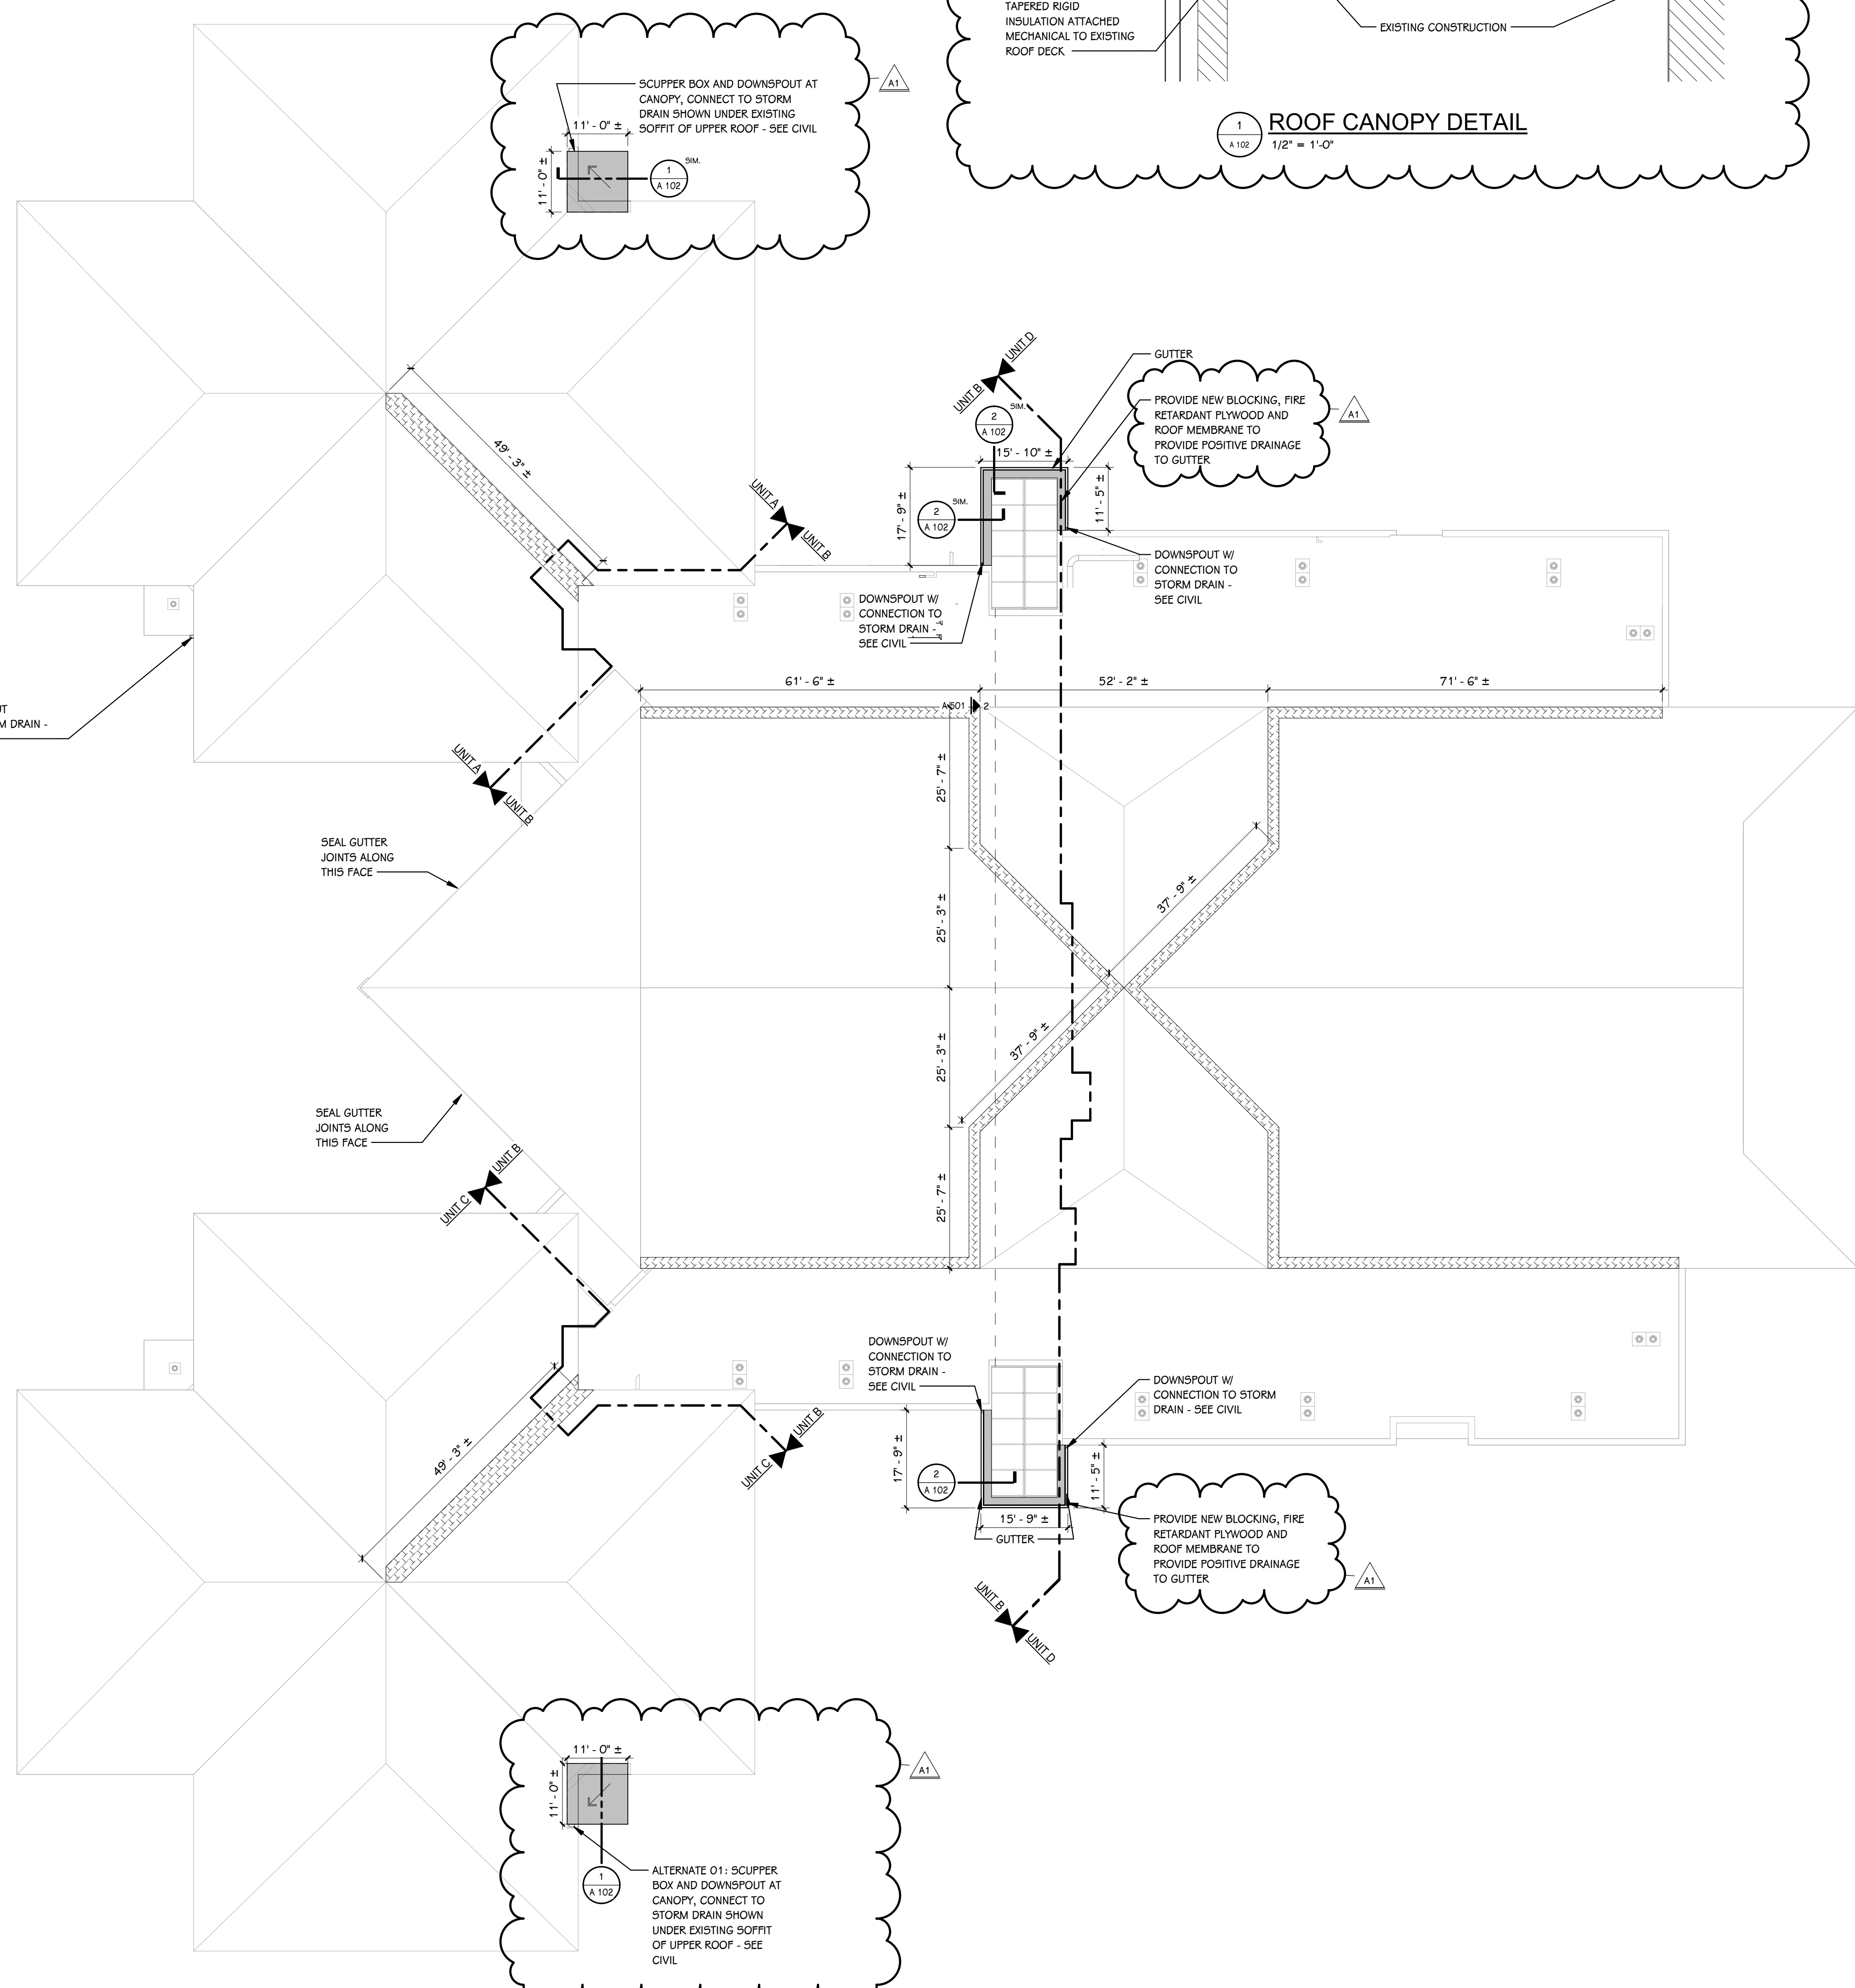 TAPERED RIGID
INSULATION ATTACHED
MECHANICAL TO EXISTING
ROOF DECK
EXISTING CONSTRUCTION
1
A 102
ROOF CANOPY DETAIL
1/2" = 1'-0"
SCUPPER BOX AND DOWNSPOUT AT
CANOPY, CONNECT TO STORM
DRAIN SHOWN UNDER EXISTING
SOFFIT OF UPPER ROOF - SEE CIVIL
A1
11' - 0" ±
11' - 0" ±
1
A 102
SIM.
UNIT D
UNIT B
GUTTER
PROVIDE NEW BLOCKING, FIRE
RETARDANT PLYWOOD AND
ROOF MEMBRANE TO
PROVIDE POSITIVE DRAINAGE
TO GUTTER
A1
2
A 102
SIM.
15' - 10" ±
17' - 9" ±
11' - 5" ±
2
A 102
SIM.
49' - 3" ±
UNIT A
UNIT B
DOWNSPOUT W/
CONNECTION TO
STORM DRAIN -
SEE CIVIL
DOWNSPOUT W/
CONNECTION TO
STORM DRAIN -
SEE CIVIL
61' - 6" ±
52' - 2" ±
71' - 6" ±
A 501
2
M DRAIN -
UNIT A
UNIT B
25' - 7" ±
SEAL GUTTER
JOINTS ALONG
THIS FACE
25' - 3" ±
37' - 9" ±
25' - 3" ±
37' - 9" ±
SEAL GUTTER
JOINTS ALONG
THIS FACE
25' - 7" ±
UNIT B
UNIT C
DOWNSPOUT W/
CONNECTION TO
STORM DRAIN -
SEE CIVIL
DOWNSPOUT W/
CONNECTION TO STORM
DRAIN - SEE CIVIL
49' - 3" ±
UNIT B
UNIT C
17' - 9" ±
11' - 5" ±
2
A 102
15' - 9" ±
GUTTER
PROVIDE NEW BLOCKING, FIRE
RETARDANT PLYWOOD AND
ROOF MEMBRANE TO
PROVIDE POSITIVE DRAINAGE
TO GUTTER
A1
UNIT B
UNIT D
11' - 0" ±
11' - 0" ±
A1
1
A 102
ALTERNATE 01: SCUPPER
BOX AND DOWNSPOUT AT
CANOPY, CONNECT TO
STORM DRAIN SHOWN
UNDER EXISTING SOFFIT
OF UPPER ROOF - SEE
CIVIL